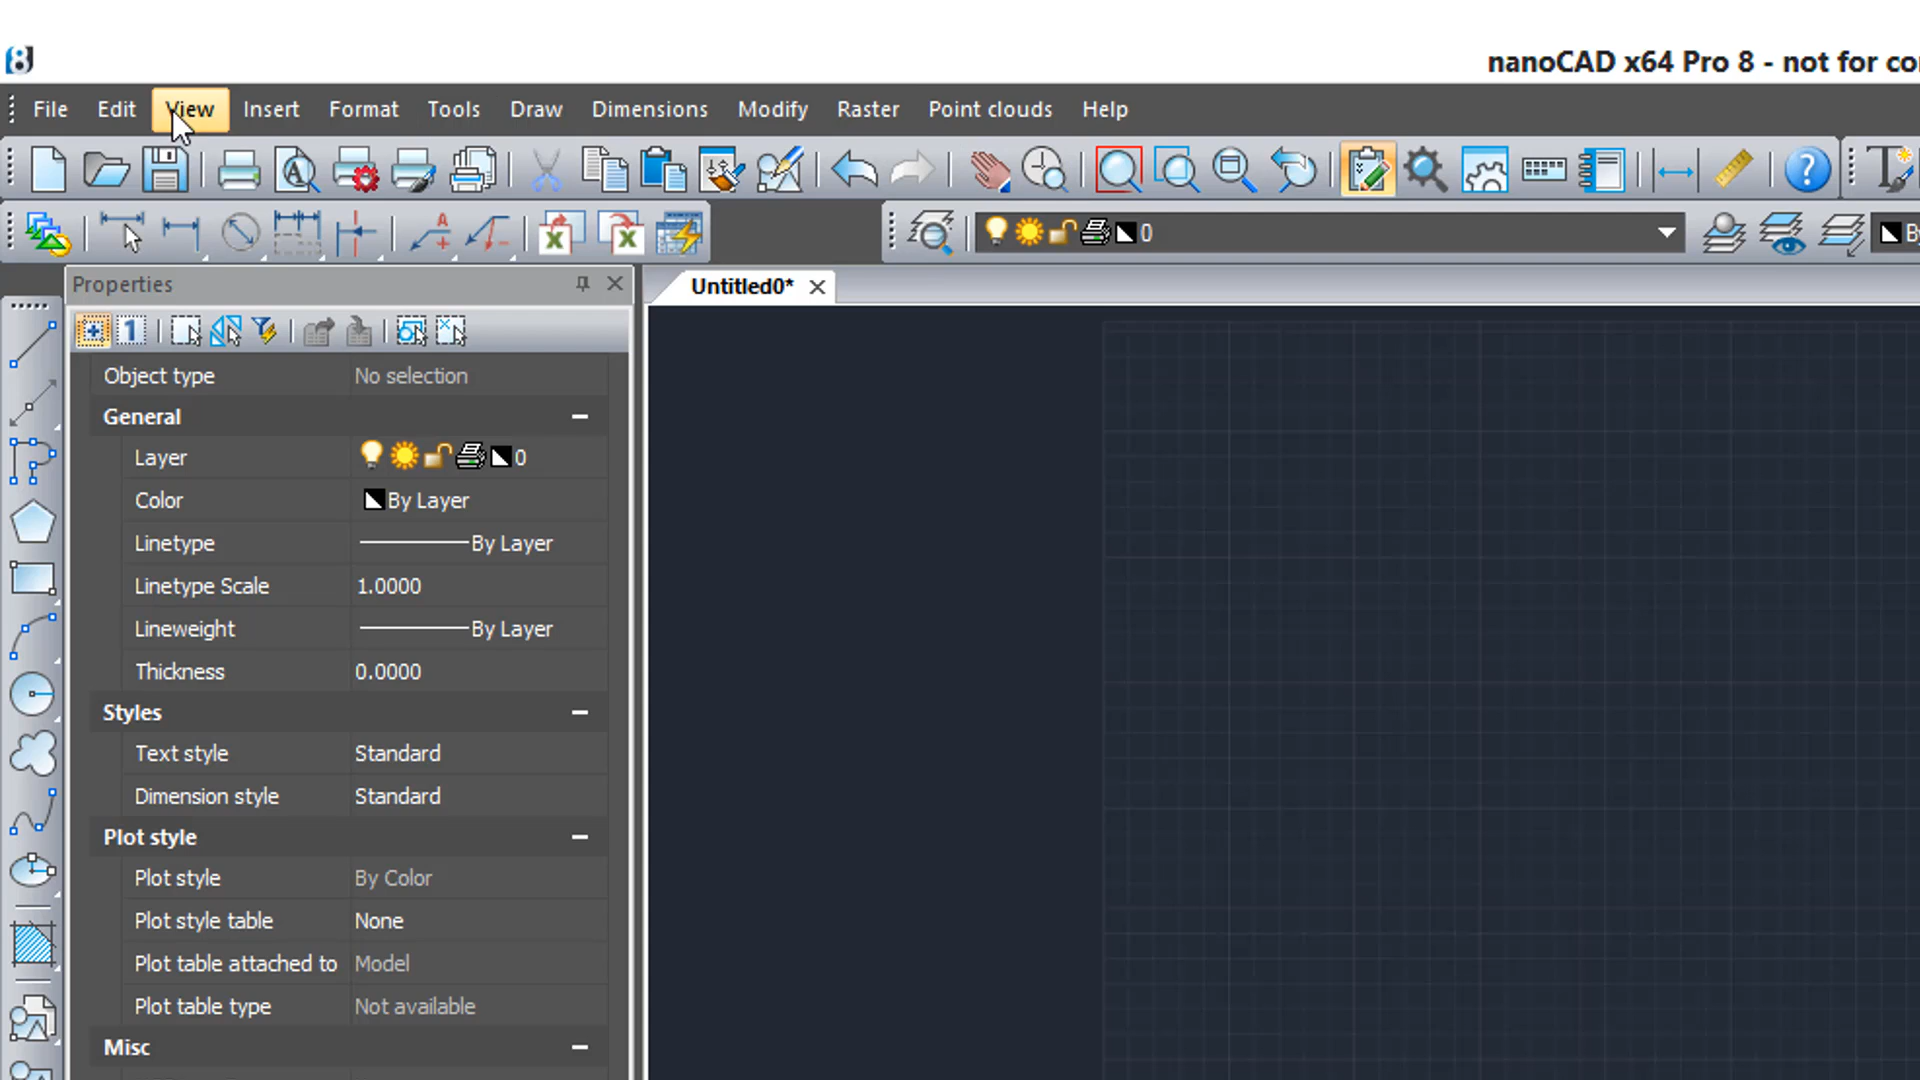 nanoCAD x64 Pro 8 - not for co
File Edit View Insert Format Tools Draw Dimensions Modify Raster Point clouds Help
0
Properties
Untitled0*
1
Object type No selection
General
Layer 0
Color By Layer
Linetype By Layer
Linetype Scale 1.0000
Lineweight By Layer
Thickness 0.0000
Styles
Text style Standard
Dimension style Standard
Plot style
Plot style By Color
Plot style table None
Plot table attached to Model
Plot table type Not available
Misc